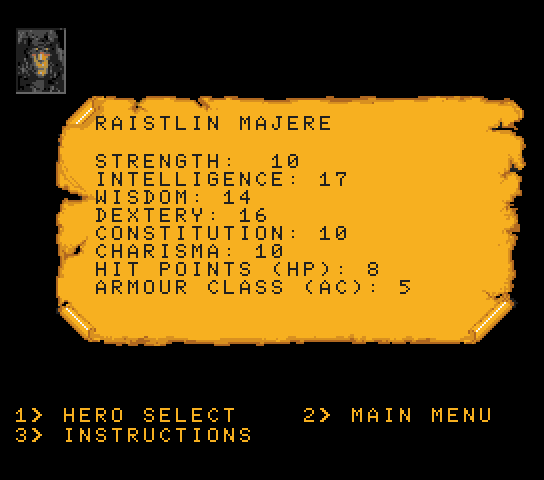 RAISTLIN MAJERE
STRENGTH: 10
INTELLIGENCE: 17
WISDOM: 14
DEXTERY: 16
CONSTITUTION: 10
CHARISMA: 10
HIT POINTS (HP): 8
ARMOUR CLASS (AC): 5
1> HERO SELECT 2> MAIN MENU
3> INSTRUCTIONS